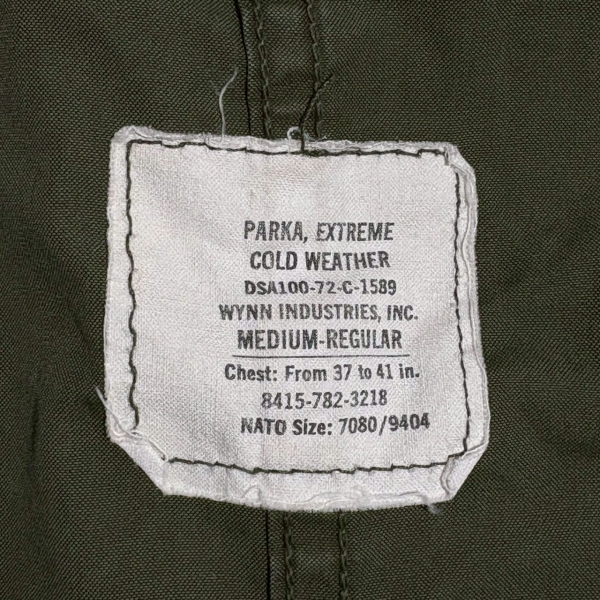 PARKA, EXTREME
COLD WEATHER
DSA100-72-C-1589
WYNN INDUSTRIES, INC.
MEDIUM-REGULAR
Chest: From 37 to 41 in.
8415-782-3218
NATO Size: 7080/9404